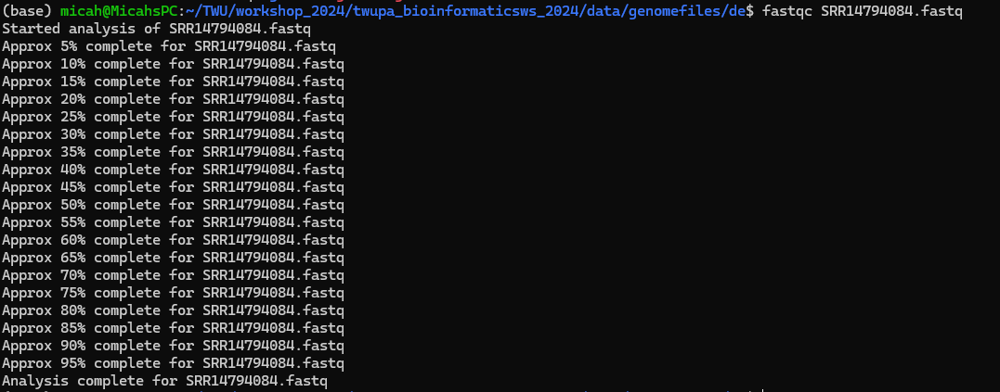 (base) micah@MicahsPC:~/TWU/workshop_2024/twupa_bioinformaticsws_2024/data/genomefiles/de$ fastqc SRR14794084.fastq
Started analysis of SRR14794084.fastq
Approx 5% complete for SRR14794084.fastq
Approx 10% complete for SRR14794084.fastq
Approx 15% complete for SRR14794084.fastq
Approx 20% complete for SRR14794084.fastq
Approx 25% complete for SRR14794084.fastq
Approx 30% complete for SRR14794084.fastq
Approx 35% complete for SRR14794084.fastq
Approx 40% complete for SRR14794084.fastq
Approx 45% complete for SRR14794084.fastq
Approx 50% complete for SRR14794084.fastq
Approx 55% complete for SRR14794084.fastq
Approx 60% complete for SRR14794084.fastq
Approx 65% complete for SRR14794084.fastq
Approx 70% complete for SRR14794084.fastq
Approx 75% complete for SRR14794084.fastq
Approx 80% complete for SRR14794084.fastq
Approx 85% complete for SRR14794084.fastq
Approx 90% complete for SRR14794084.fastq
Approx 95% complete for SRR14794084.fastq
Analysis complete for SRR14794084.fastq